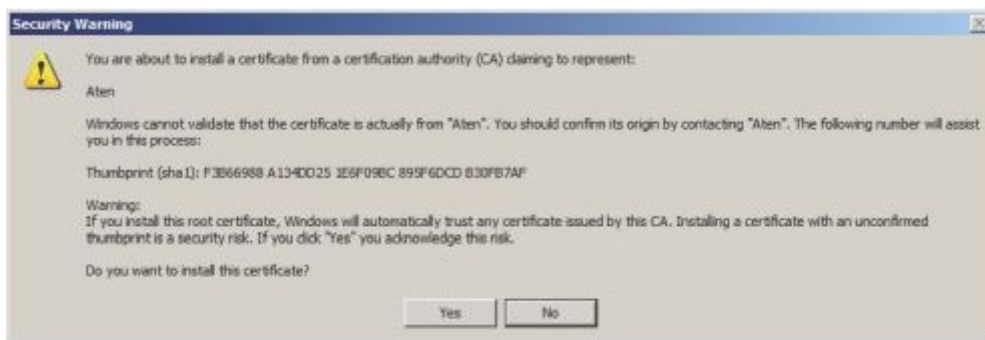 Security Warning
You are about to install a certificate from a certification authority (CA) claiming to represent:
Aten
Windows cannot validate that the certificate is actually from "Aten". You should confirm its origin by contacting "Aten". The following number will assist
you in this process:
Thumbprint (sha1): F3B66988 A134DD25 1E6F09BC 895F6DCD B30FB7AF
Warning:
If you install this root certificate, Windows will automatically trust any certificate issued by this CA. Installing a certificate with an unconfirmed
thumbprint is a security risk. If you click "Yes" you acknowledge this risk.
Do you want to install this certificate?
Yes No